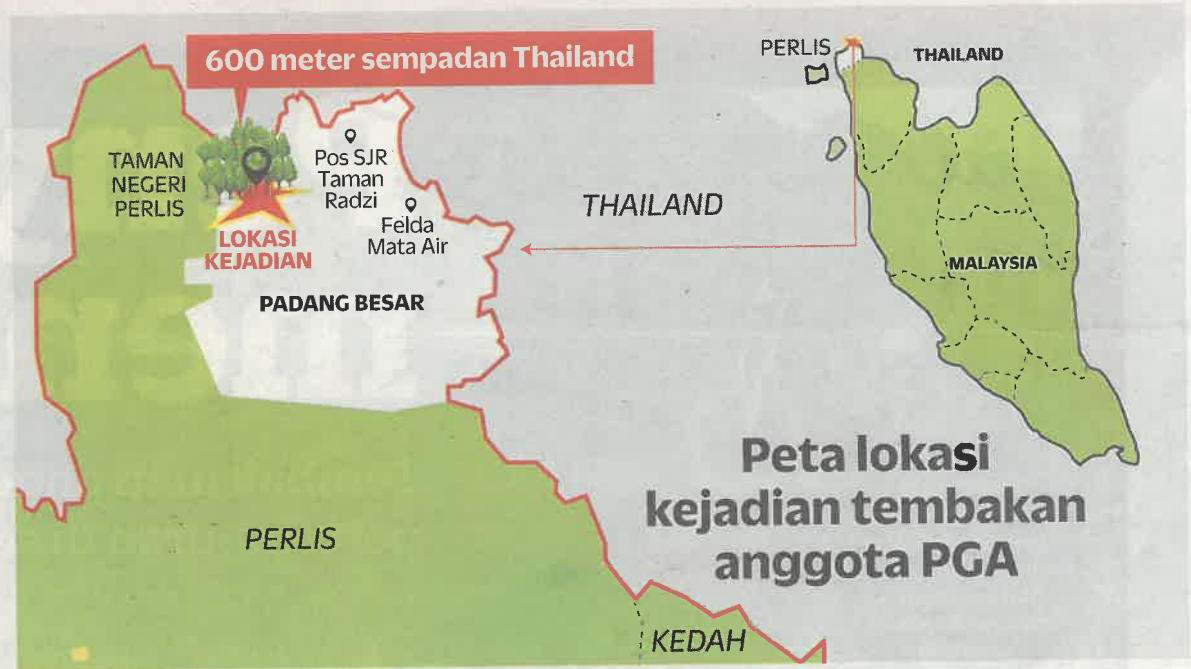 600 meter sempadan Thailand
PERLIS
THAILAND
TAMAN
NEGERI
PERLIS
Pos SJR
Taman
Radzi
Felda
Mata Air
THAILAND
LOKASI
KEJADIAN
MALAYSIA
PADANG BESAR
Peta lokasi
kejadian tembakan
anggota PGA
PERLIS
KEDAH